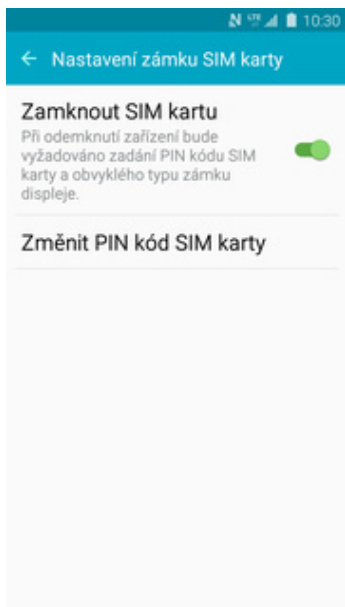 10:30
Nastavení zámku SIM karty
Zamknout SIM kartu
Při odemknutí zařízení bude
vyžadováno zadání PIN kódu SIM
karty a obvyklého typu zámku
displeje.
Změnit PIN kód SIM karty